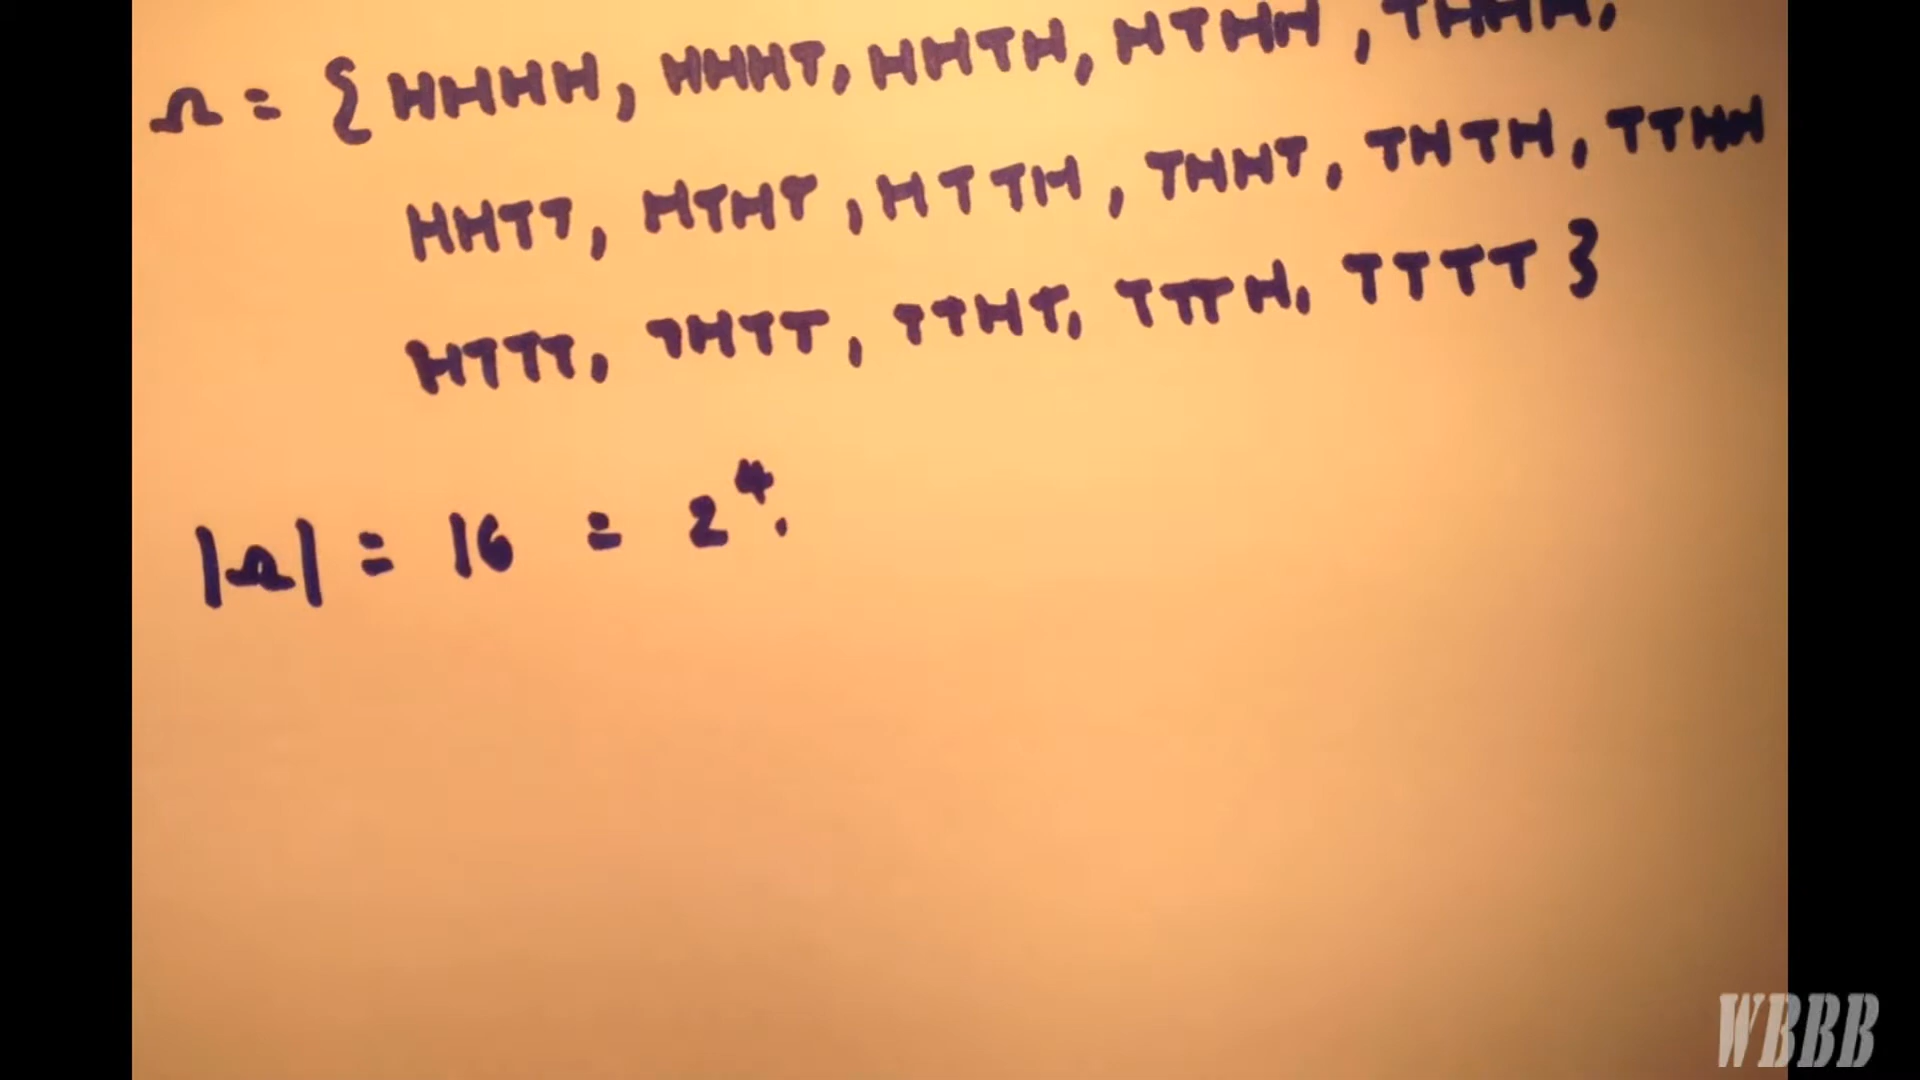 Ω = { HHHH, HHHT, HHTH, HTHH, THHH,
HHTT, HTHT, HTTH, THHT, THTH, TTHH
HTTT, THTT, TTHT, TTTH, TTTT }
|Ω| = 16 = 2⁴.
WBBB